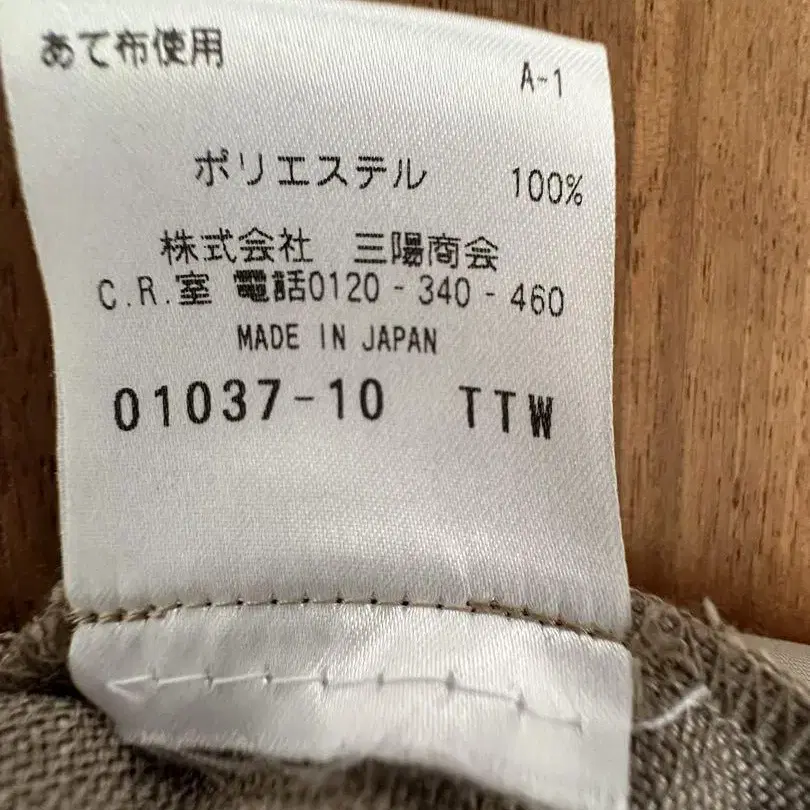 あて布使用
A-1
ポリエステル 100%
株式会社 三陽商会
C.R.室 電話0120-340-460
MADE IN JAPAN
01037-10 TTW